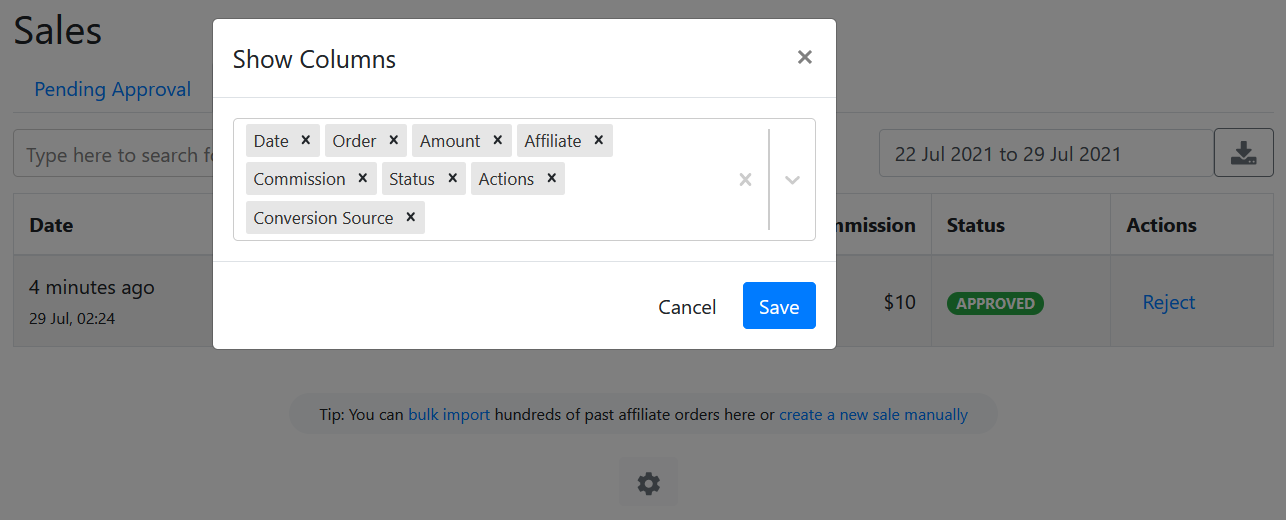 Sales
Show Columns
Pending Approval
Date Order Amount Affiliate
Type here to search
22 Jul 2021 to 29 Jul 2021
Commission Status Actions
Conversion Source
Date
Status
Actions
4 minutes ago
29 Jul, 02:24
Cancel
Save
$10
APPROVED
Reject
Tip: You can bulk import hundreds of past affiliate orders here or create a new sale manually